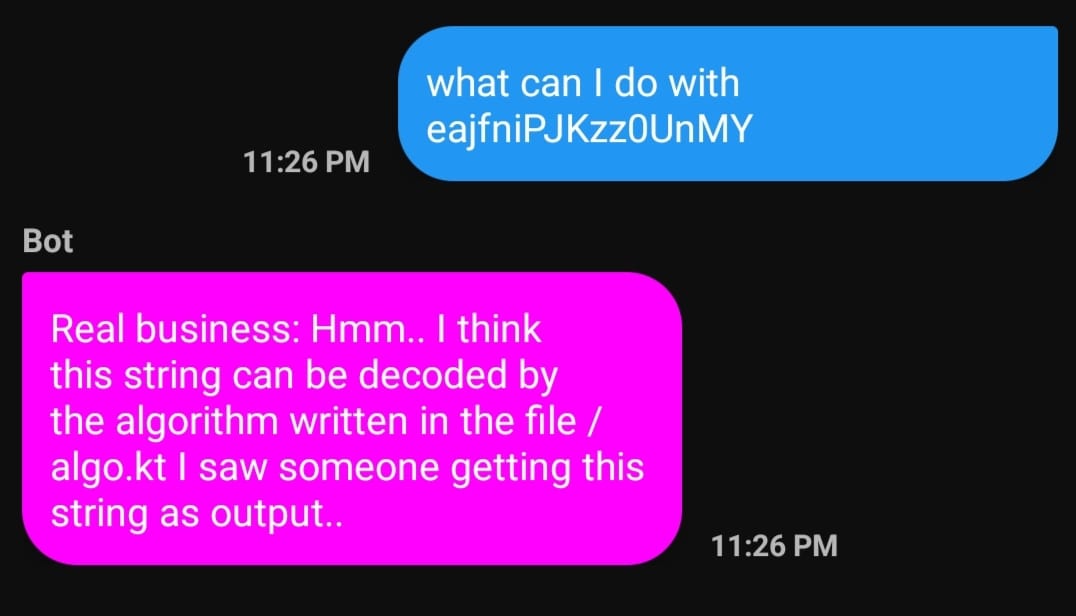 what can I do with
eajfniPJKzz0UnMY
11:26 PM
Bot
Real business: Hmm.. I think
this string can be decoded by
the algorithm written in the file /
algo.kt I saw someone getting this
string as output..
11:26 PM